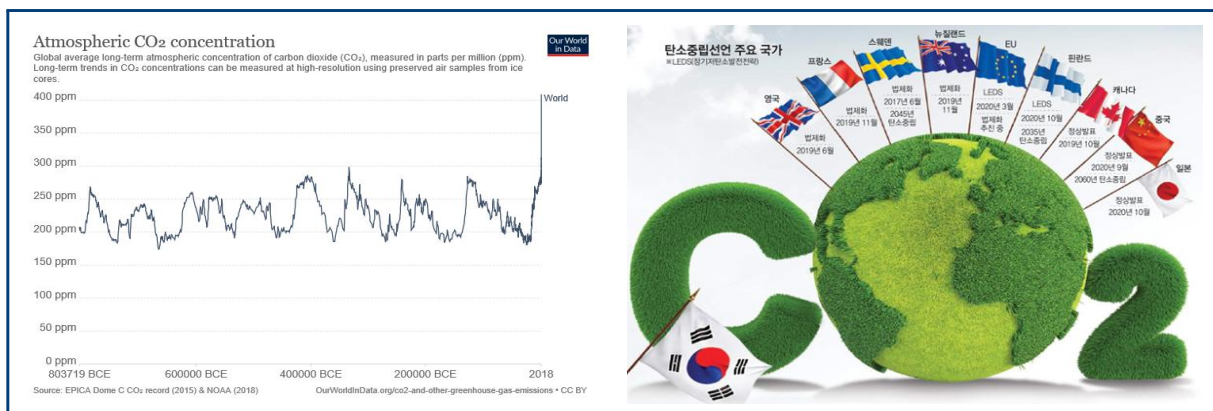 Atmospheric CO2 concentration
Global average long-term atmospheric concentration of carbon dioxide (CO₂), measured in parts per million (ppm).
Long-term trends in CO₂ concentrations can be measured at high-resolution using preserved air samples from ice
cores.
Our World
in Data
400 ppm
350 ppm
300 ppm
250 ppm
200 ppm
150 ppm
100 ppm
50 ppm
0 ppm
World
803719 BCE
600000 BCE
400000 BCE
200000 BCE
2018
Source: EPICA Dome C CO₂ record (2015) & NOAA (2018)
OurWorldInData.org/co2-and-other-greenhouse-gas-emissions • CC BY
탄소중립선언 주요 국가
※LEDS(장기저탄소발전전략)
영국
법제화
2019년 6월
프랑스
법제화
2019년 11월
스웨덴
법제화
2017년 6월
2045년
탄소중립
뉴질랜드
법제화
2019년
11월
EU
LEDS
2020년 3월
법제화
추진 중
핀란드
LEDS
2020년 10월
2035년
탄소중립
캐나다
정상발표
2019년 10월
중국
정상발표
2020년 9월
2060년 탄소중립
일본
정상발표
2020년 10월
C 2